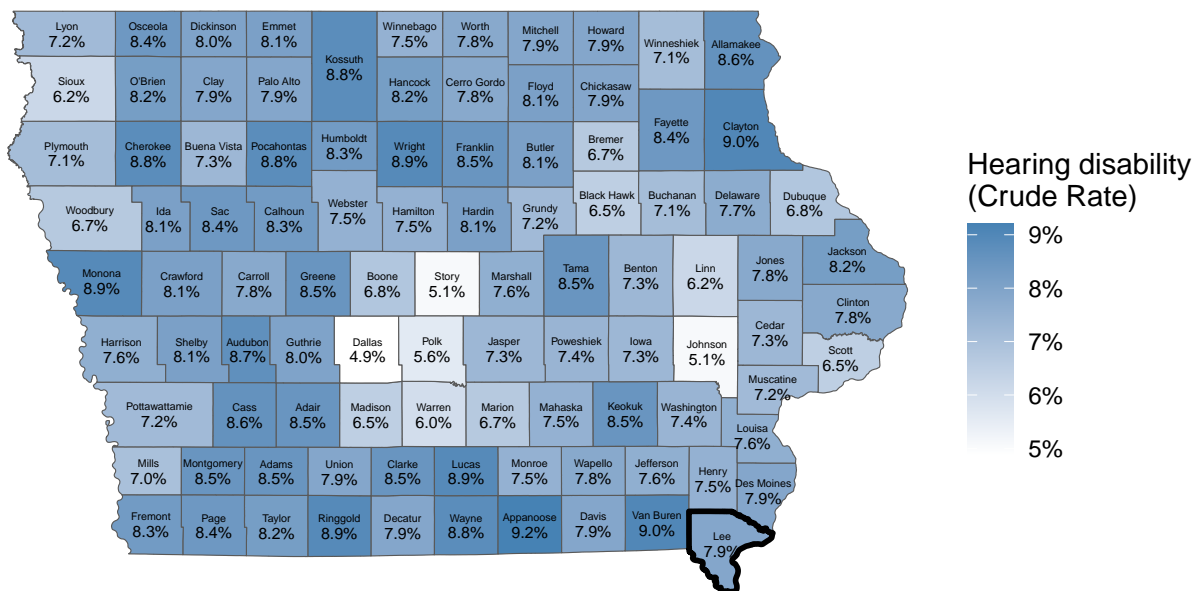 Lyon
7.2%
Osceola
8.4%
Dickinson
8.0%
Emmet
8.1%
Kossuth
8.8%
Winnebago
7.5%
Worth
7.8%
Mitchell
7.9%
Howard
7.9%
Winneshiek
7.1%
Allamakee
8.6%
Sioux
6.2%
O'Brien
8.2%
Clay
7.9%
Palo Alto
7.9%
Hancock
8.2%
Cerro Gordo
7.8%
Floyd
8.1%
Chickasaw
7.9%
Plymouth
7.1%
Cherokee
8.8%
Buena Vista
7.3%
Pocahontas
8.8%
Humboldt
8.3%
Wright
8.9%
Franklin
8.5%
Butler
8.1%
Bremer
6.7%
Fayette
8.4%
Clayton
9.0%
Woodbury
6.7%
Ida
8.1%
Sac
8.4%
Calhoun
8.3%
Webster
7.5%
Hamilton
7.5%
Hardin
8.1%
Grundy
7.2%
Black Hawk
6.5%
Buchanan
7.1%
Delaware
7.7%
Dubuque
6.8%
Monona
8.9%
Crawford
8.1%
Carroll
7.8%
Greene
8.5%
Boone
6.8%
Story
5.1%
Marshall
7.6%
Tama
8.5%
Benton
7.3%
Linn
6.2%
Jones
7.8%
Jackson
8.2%
Clinton
7.8%
Harrison
7.6%
Shelby
8.1%
Audubon
8.7%
Guthrie
8.0%
Dallas
4.9%
Polk
5.6%
Jasper
7.3%
Poweshiek
7.4%
Iowa
7.3%
Johnson
5.1%
Cedar
7.3%
Scott
6.5%
Muscatine
7.2%
Pottawattamie
7.2%
Cass
8.6%
Adair
8.5%
Madison
6.5%
Warren
6.0%
Marion
6.7%
Mahaska
7.5%
Keokuk
8.5%
Washington
7.4%
Louisa
7.6%
Mills
7.0%
Montgomery
8.5%
Adams
8.5%
Union
7.9%
Clarke
8.5%
Lucas
8.9%
Monroe
7.5%
Wapello
7.8%
Jefferson
7.6%
Henry
7.5%
Des Moines
7.9%
Fremont
8.3%
Page
8.4%
Taylor
8.2%
Ringgold
8.9%
Decatur
7.9%
Wayne
8.8%
Appanoose
9.2%
Davis
7.9%
Van Buren
9.0%
Lee
7.9%
Hearing disability
(Crude Rate)
9%
8%
7%
6%
5%